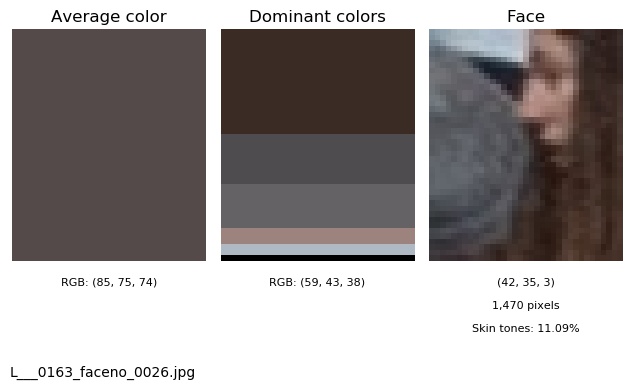 Average color
Dominant colors
Face
RGB: (85, 75, 74)
RGB: (59, 43, 38)
(42, 35, 3)
1,470 pixels
Skin tones: 11.09%
L___0163_faceno_0026.jpg